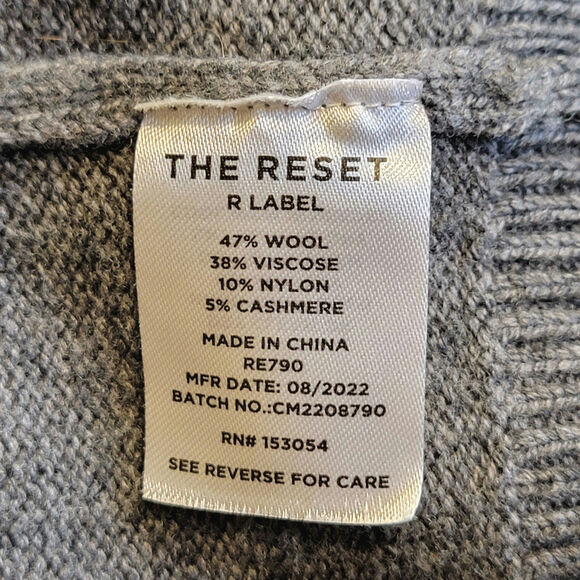 THE RESET
R LABEL
47% WOOL
38% VISCOSE
10% NYLON
5% CASHMERE
MADE IN CHINA
RE790
MFR DATE: 08/2022
BATCH NO.:CM2208790
RN# 153054
SEE REVERSE FOR CARE